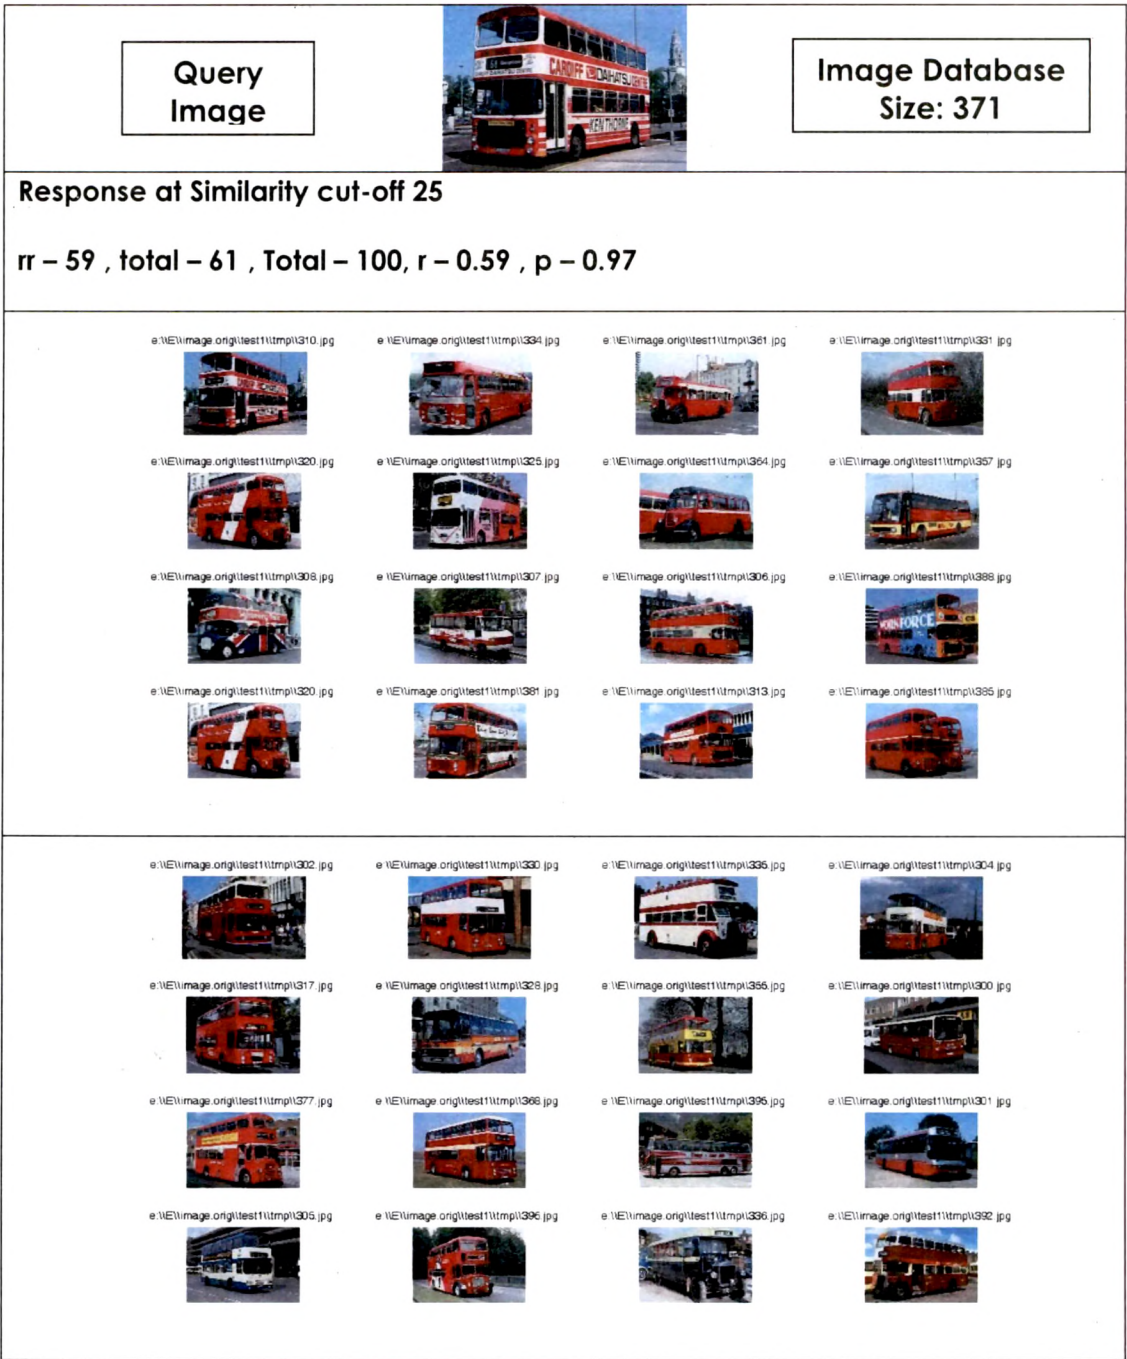 Query
Image
CARDIFF DAIHATSU CENTRE
KEN THORNE
Image Database
Size: 371
Response at Similarity cut-off 25
rr – 59 , total – 61 , Total – 100, r – 0.59 , p – 0.97
e:\\E\\image.orig\\test1\\tmp\\310.jpg e:\\E\\image.orig\\test1\\tmp\\334.jpg e:\\E\\image.orig\\test1\\tmp\\361.jpg e:\\E\\image.orig\\test1\\tmp\\331.jpg
e:\\E\\image.orig\\test1\\tmp\\320.jpg e:\\E\\image.orig\\test1\\tmp\\325.jpg e:\\E\\image.orig\\test1\\tmp\\364.jpg e:\\E\\image.orig\\test1\\tmp\\357.jpg
e:\\E\\image.orig\\test1\\tmp\\308.jpg e:\\E\\image.orig\\test1\\tmp\\307.jpg e:\\E\\image.orig\\test1\\tmp\\306.jpg e:\\E\\image.orig\\test1\\tmp\\388.jpg
FORCE
e:\\E\\image.orig\\test1\\tmp\\320.jpg e:\\E\\image.orig\\test1\\tmp\\381.jpg e:\\E\\image.orig\\test1\\tmp\\313.jpg e:\\E\\image.orig\\test1\\tmp\\385.jpg
e:\\E\\image.orig\\test1\\tmp\\302.jpg e:\\E\\image.orig\\test1\\tmp\\330.jpg e:\\E\\image.orig\\test1\\tmp\\335.jpg e:\\E\\image.orig\\test1\\tmp\\304.jpg
e:\\E\\image.orig\\test1\\tmp\\317.jpg e:\\E\\image.orig\\test1\\tmp\\328.jpg e:\\E\\image.orig\\test1\\tmp\\355.jpg e:\\E\\image.orig\\test1\\tmp\\300.jpg
e:\\E\\image.orig\\test1\\tmp\\377.jpg e:\\E\\image.orig\\test1\\tmp\\368.jpg e:\\E\\image.orig\\test1\\tmp\\395.jpg e:\\E\\image.orig\\test1\\tmp\\301.jpg
e:\\E\\image.orig\\test1\\tmp\\305.jpg e:\\E\\image.orig\\test1\\tmp\\396.jpg e:\\E\\image.orig\\test1\\tmp\\336.jpg e:\\E\\image.orig\\test1\\tmp\\392.jpg